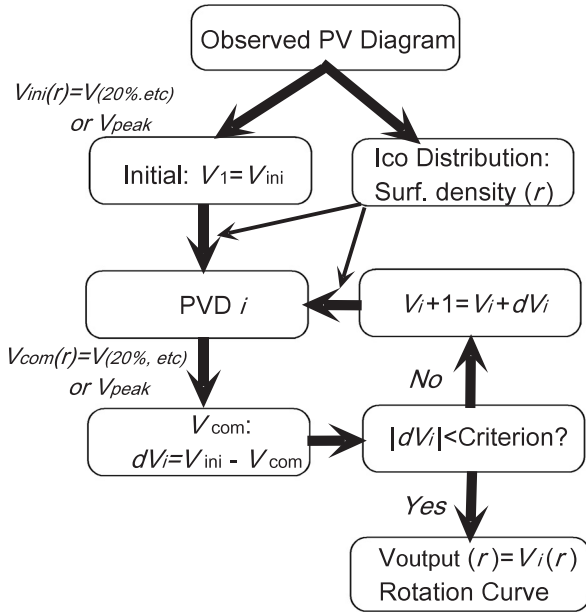 Observed PV Diagram
Vini(r)=V(20%.etc)
or Vpeak
Initial: V1=Vini
Ico Distribution:
Surf. density (r)
PVD i
Vi+1=Vi+dVi
Vcom(r)=V(20%, etc)
or Vpeak
No
Vcom:
dVi=Vini - Vcom
|dVi|<Criterion?
Yes
Voutput (r)=Vi(r)
Rotation Curve